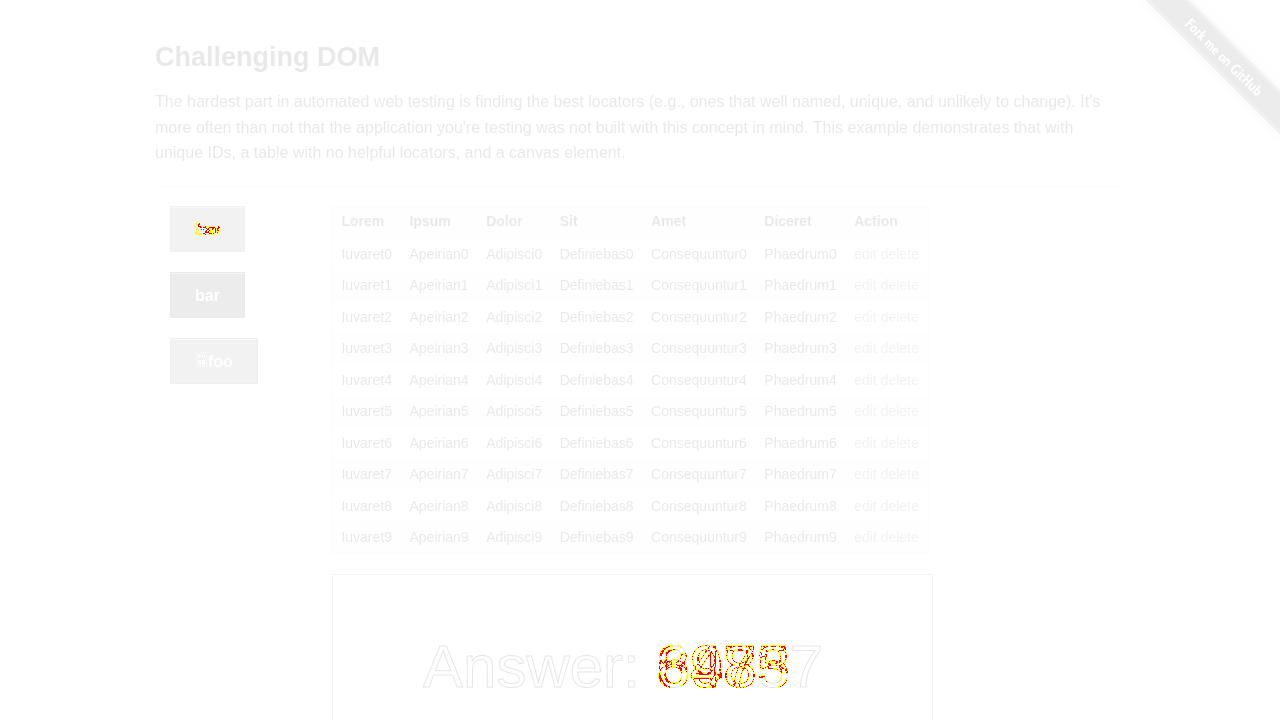 Fork me on GitHub
Challenging DOM
The hardest part in automated web testing is finding the best locators (e.g., ones that well named, unique, and unlikely to change). It's
more often than not that the application you're testing was not built with this concept in mind. This example demonstrates that with
unique IDs, a table with no helpful locators, and a canvas element.
bar
foo
Lorem Ipsum Dolor Sit Amet Diceret Action
Iuvaret0 Apeirian0 Adipisci0 Definiebas0 Consequuntur0 Phaedrum0 edit delete
Iuvaret1 Apeirian1 Adipisci1 Definiebas1 Consequuntur1 Phaedrum1 edit delete
Iuvaret2 Apeirian2 Adipisci2 Definiebas2 Consequuntur2 Phaedrum2 edit delete
Iuvaret3 Apeirian3 Adipisci3 Definiebas3 Consequuntur3 Phaedrum3 edit delete
Iuvaret4 Apeirian4 Adipisci4 Definiebas4 Consequuntur4 Phaedrum4 edit delete
Iuvaret5 Apeirian5 Adipisci5 Definiebas5 Consequuntur5 Phaedrum5 edit delete
Iuvaret6 Apeirian6 Adipisci6 Definiebas6 Consequuntur6 Phaedrum6 edit delete
Iuvaret7 Apeirian7 Adipisci7 Definiebas7 Consequuntur7 Phaedrum7 edit delete
Iuvaret8 Apeirian8 Adipisci8 Definiebas8 Consequuntur8 Phaedrum8 edit delete
Iuvaret9 Apeirian9 Adipisci9 Definiebas9 Consequuntur9 Phaedrum9 edit delete
Answer: